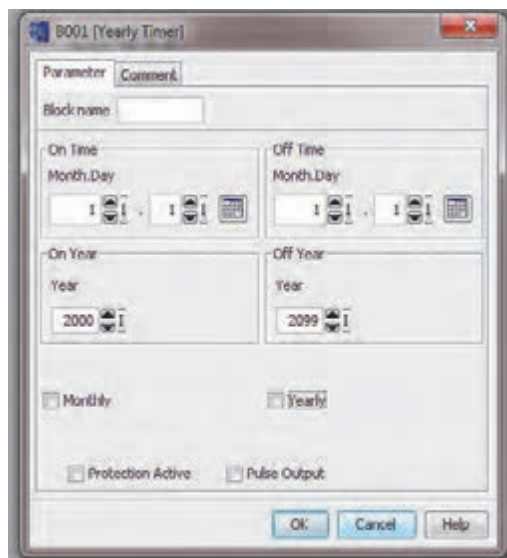 B001 [Yearly Timer]
Parameter Comment
Block name
On Time Off Time
Month.Day Month.Day
1 . 1 1 . 1
On Year Off Year
Year Year
2000 2099
Monthly Yearly
Protection Active Pulse Output
OK Cancel Help